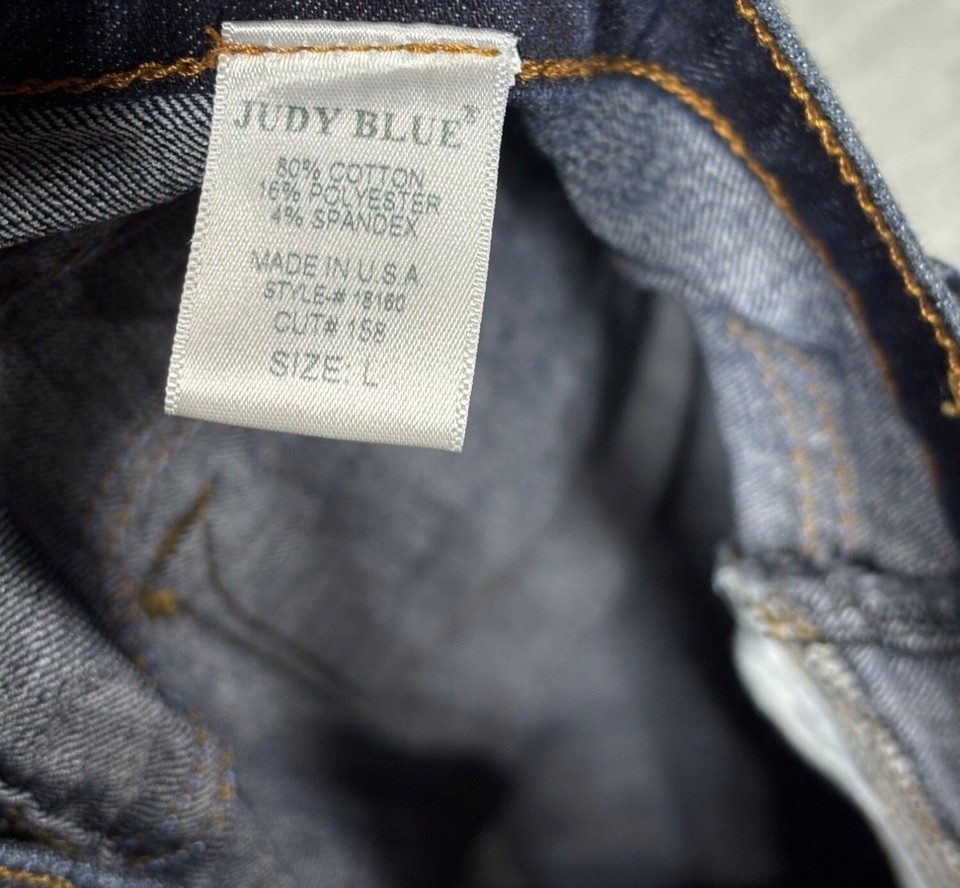 JUDY BLUE®
80% COTTON
16% POLYESTER
4% SPANDEX
MADE IN U.S.A
STYLE-# 18160
CUT# 158
SIZE: L